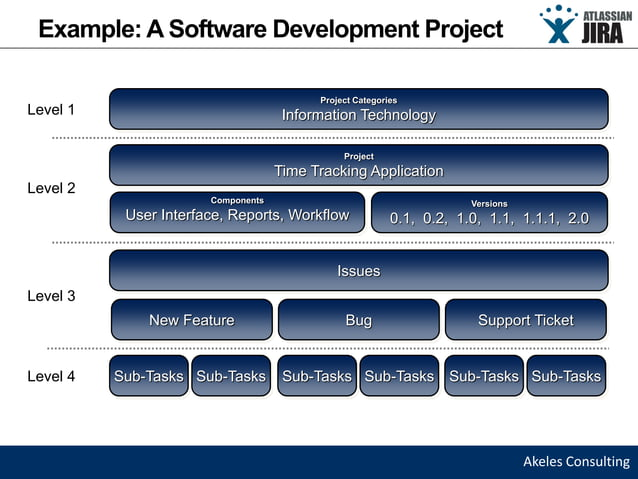 Example: A Software Development Project
ATLASSIAN
JIRA
Level 1
Project Categories
Information Technology
Level 2
Project
Time Tracking Application
Components
User Interface, Reports, Workflow
Versions
0.1, 0.2, 1.0, 1.1, 1.1.1, 2.0
Level 3
Issues
New Feature
Bug
Support Ticket
Level 4
Sub-Tasks
Sub-Tasks
Sub-Tasks
Sub-Tasks
Sub-Tasks
Sub-Tasks
Akeles Consulting